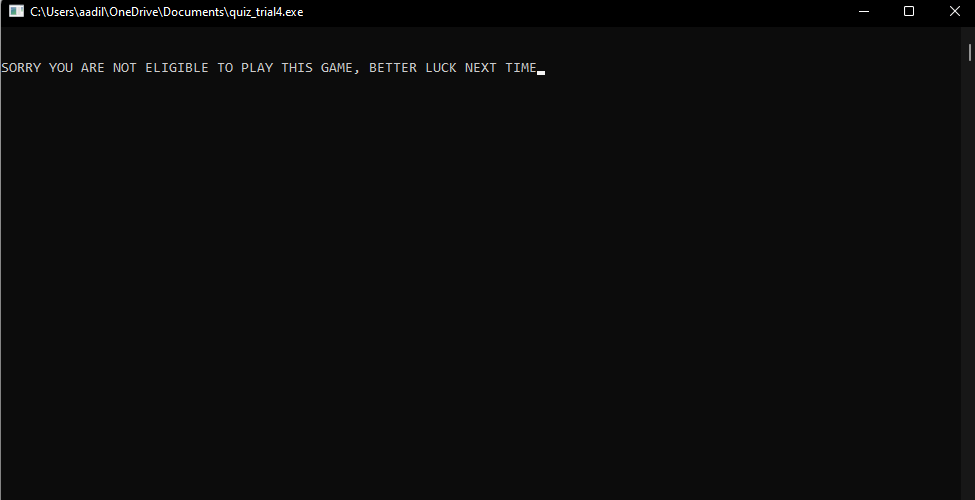 C:\Users\aadil\OneDrive\Documents\quiz_trial4.exe
SORRY YOU ARE NOT ELIGIBLE TO PLAY THIS GAME, BETTER LUCK NEXT TIME